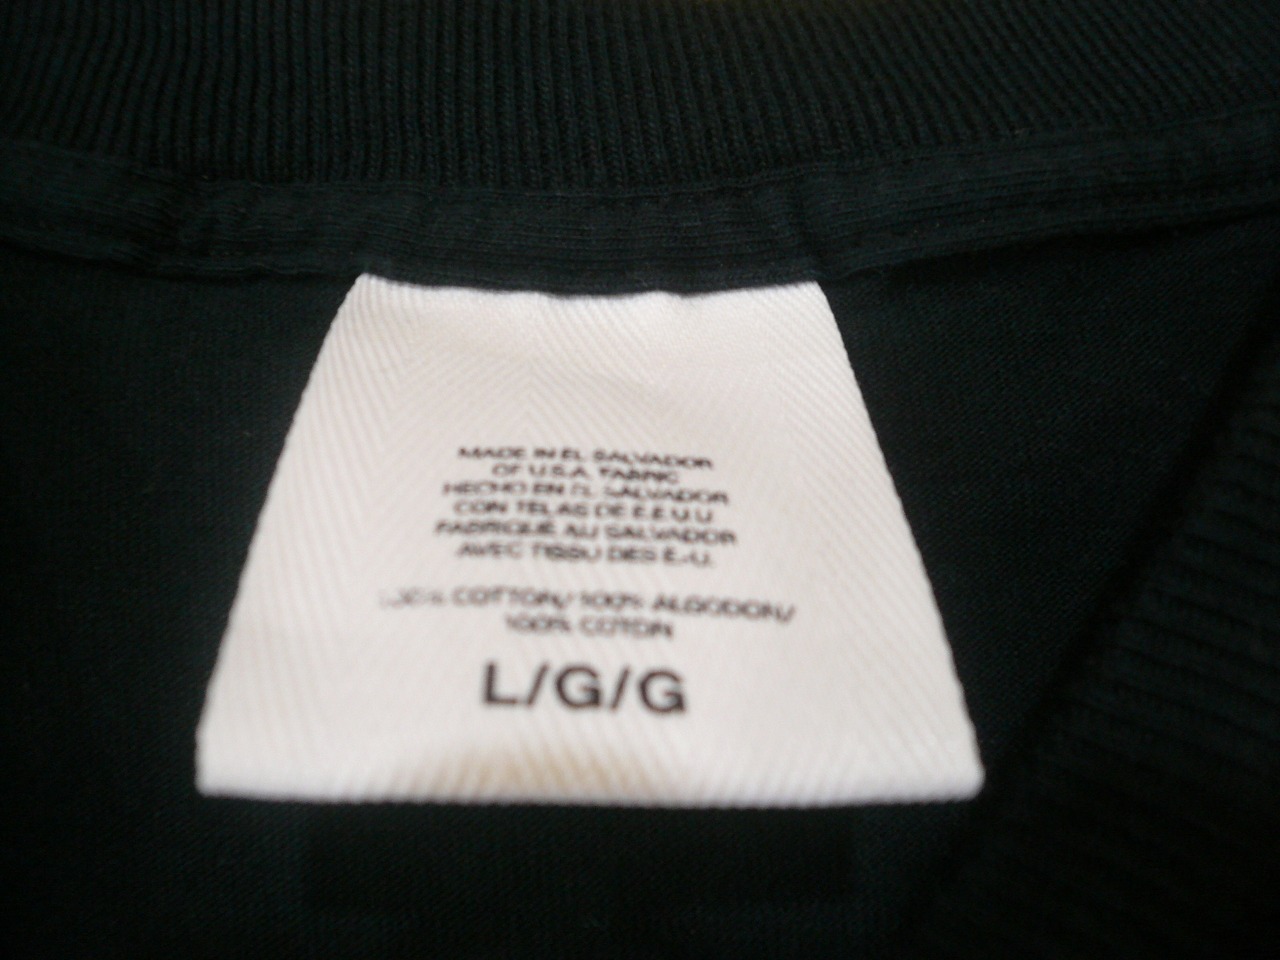 MADE IN EL SALVADOR
OF U.S.A. FABRIC
HECHO EN EL SALVADOR
CON TELAS DE E.E.U.U
FABRIQUÉ AU SALVADOR
AVEC TISSU DES É.-U.
COTTON/100% ALGODON/
100% COTON
L/G/G